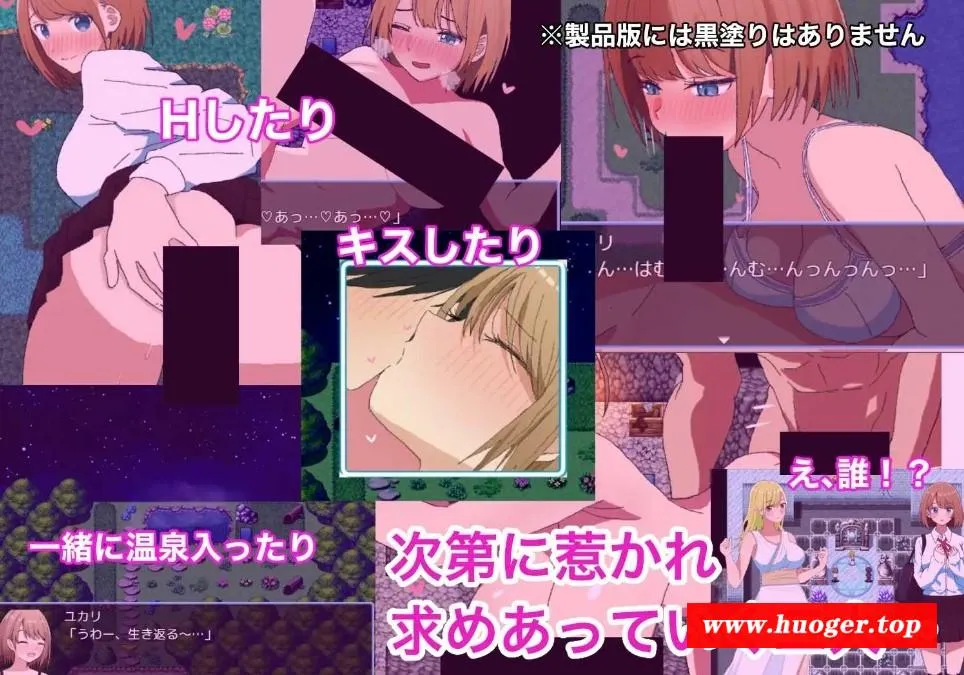 ※製品版には黒塗りはありません
Hしたり
♡あっ…♡あっ…♡」
キスしたり
リ
ん…はむ
んむ…んっんっんっ…」
え、誰！？
一緒に温泉入ったり
次第に惹かれ
求めあってい
ユカリ
「うわー、生き返る～…」
www.huoger.top